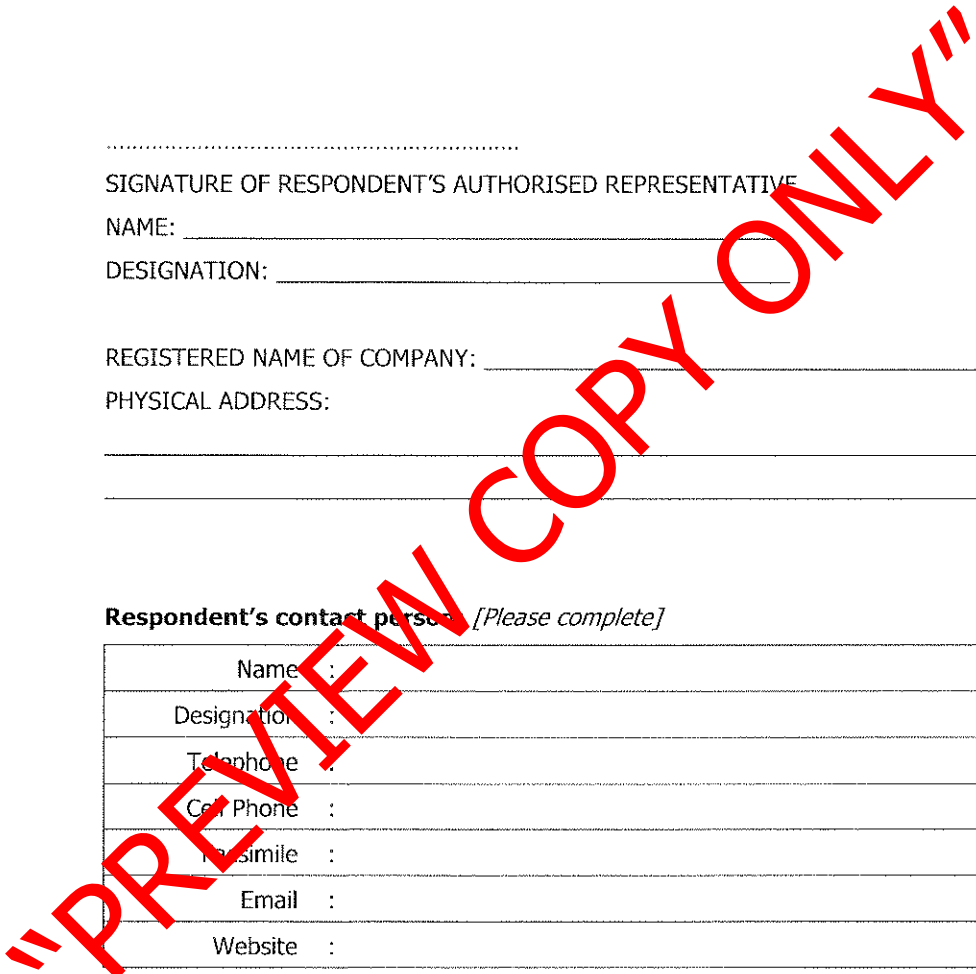 SIGNATURE OF RESPONDENT'S AUTHORISED REPRESENTATIVE
NAME:
DESIGNATION:
REGISTERED NAME OF COMPANY:
PHYSICAL ADDRESS:
Respondent's contact person: [Please complete]
Name :
Designation :
Telephone :
Cell Phone :
Facsimile :
Email :
Website :
"PREVIEW COPY ONLY"